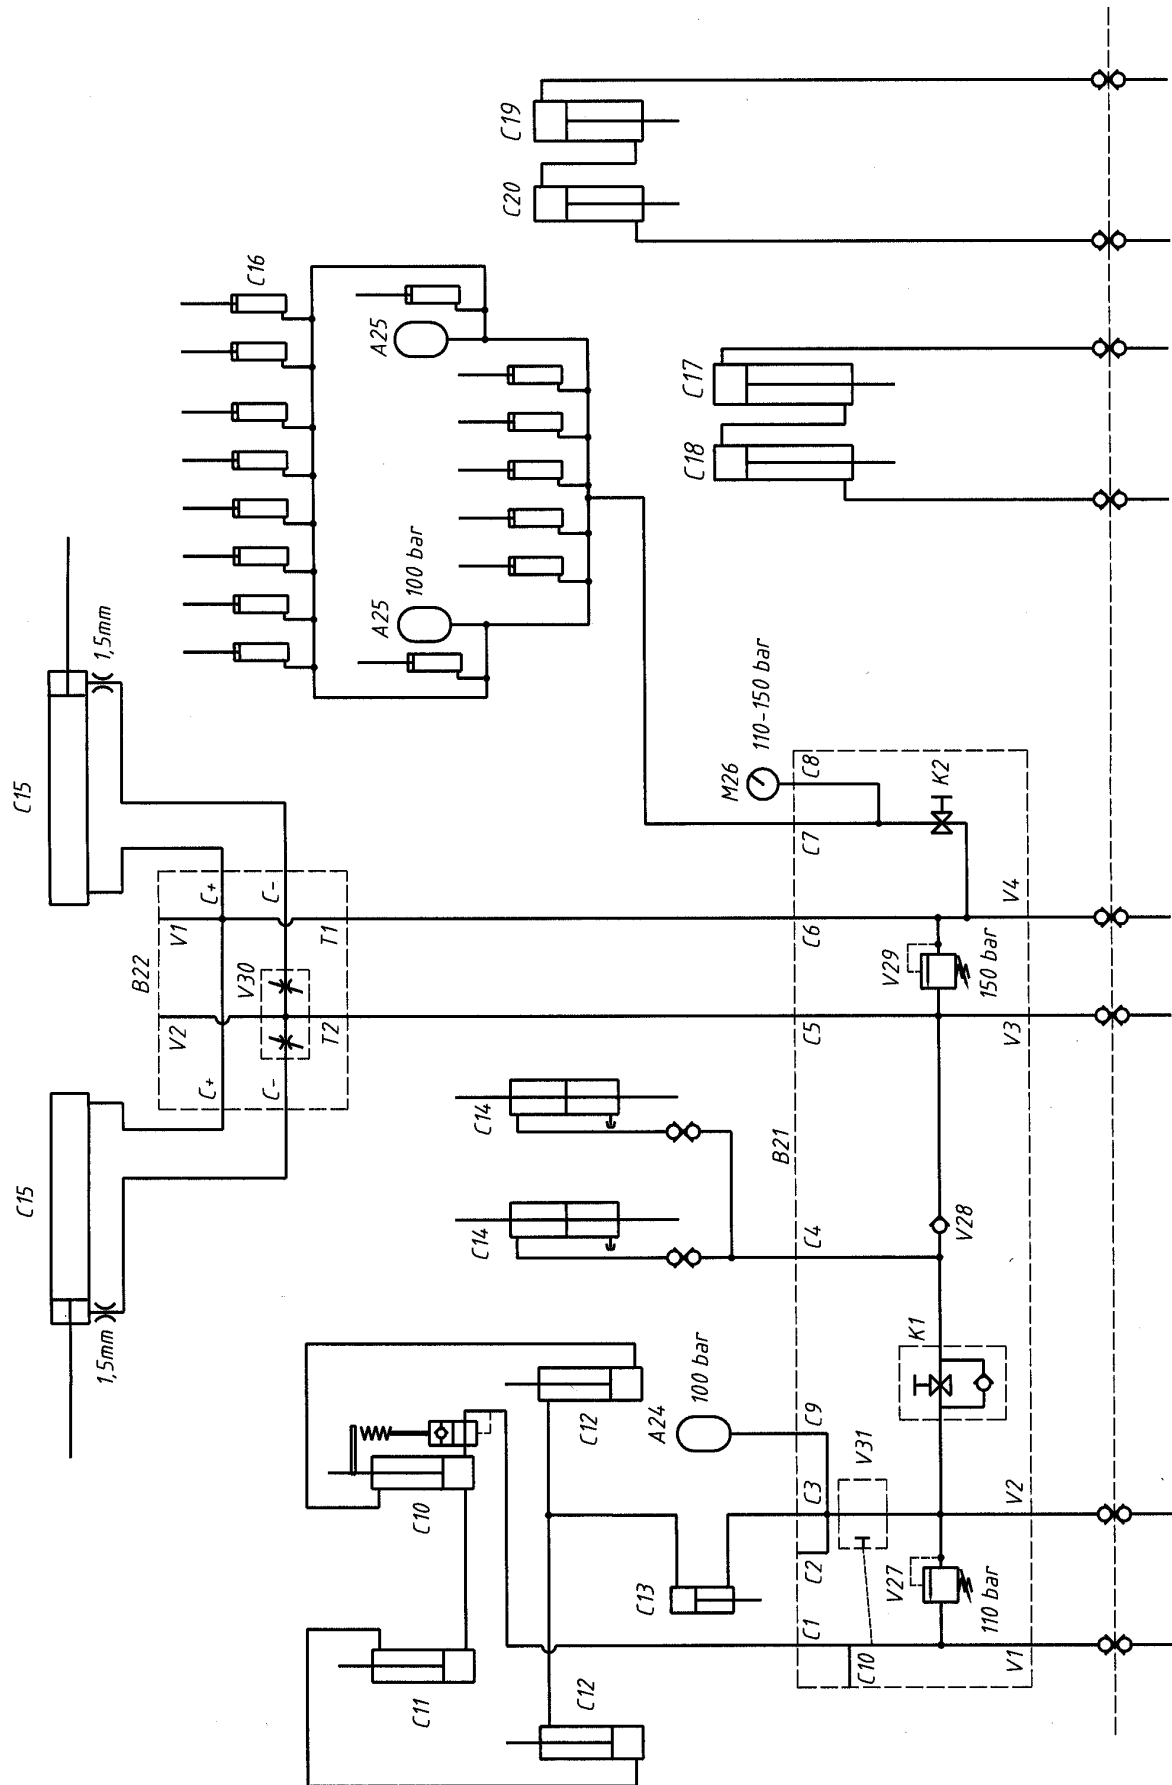 C19
C20
C16
A25
C17
C18
A25
100 bar
1,5mm
C15
C+
C-
V1
T1
B22
V30
V2
T2
C+
C-
C15
1,5mm
M26
110-150 bar
C8
K2
C7
V4
C6
V29
150 bar
C5
V3
C14
B21
C14
C4
V28
K1
C12
A24
100 bar
C9
V31
C10
C3
V2
C2
V27
110 bar
C13
C1
C10
V1
C11
C12